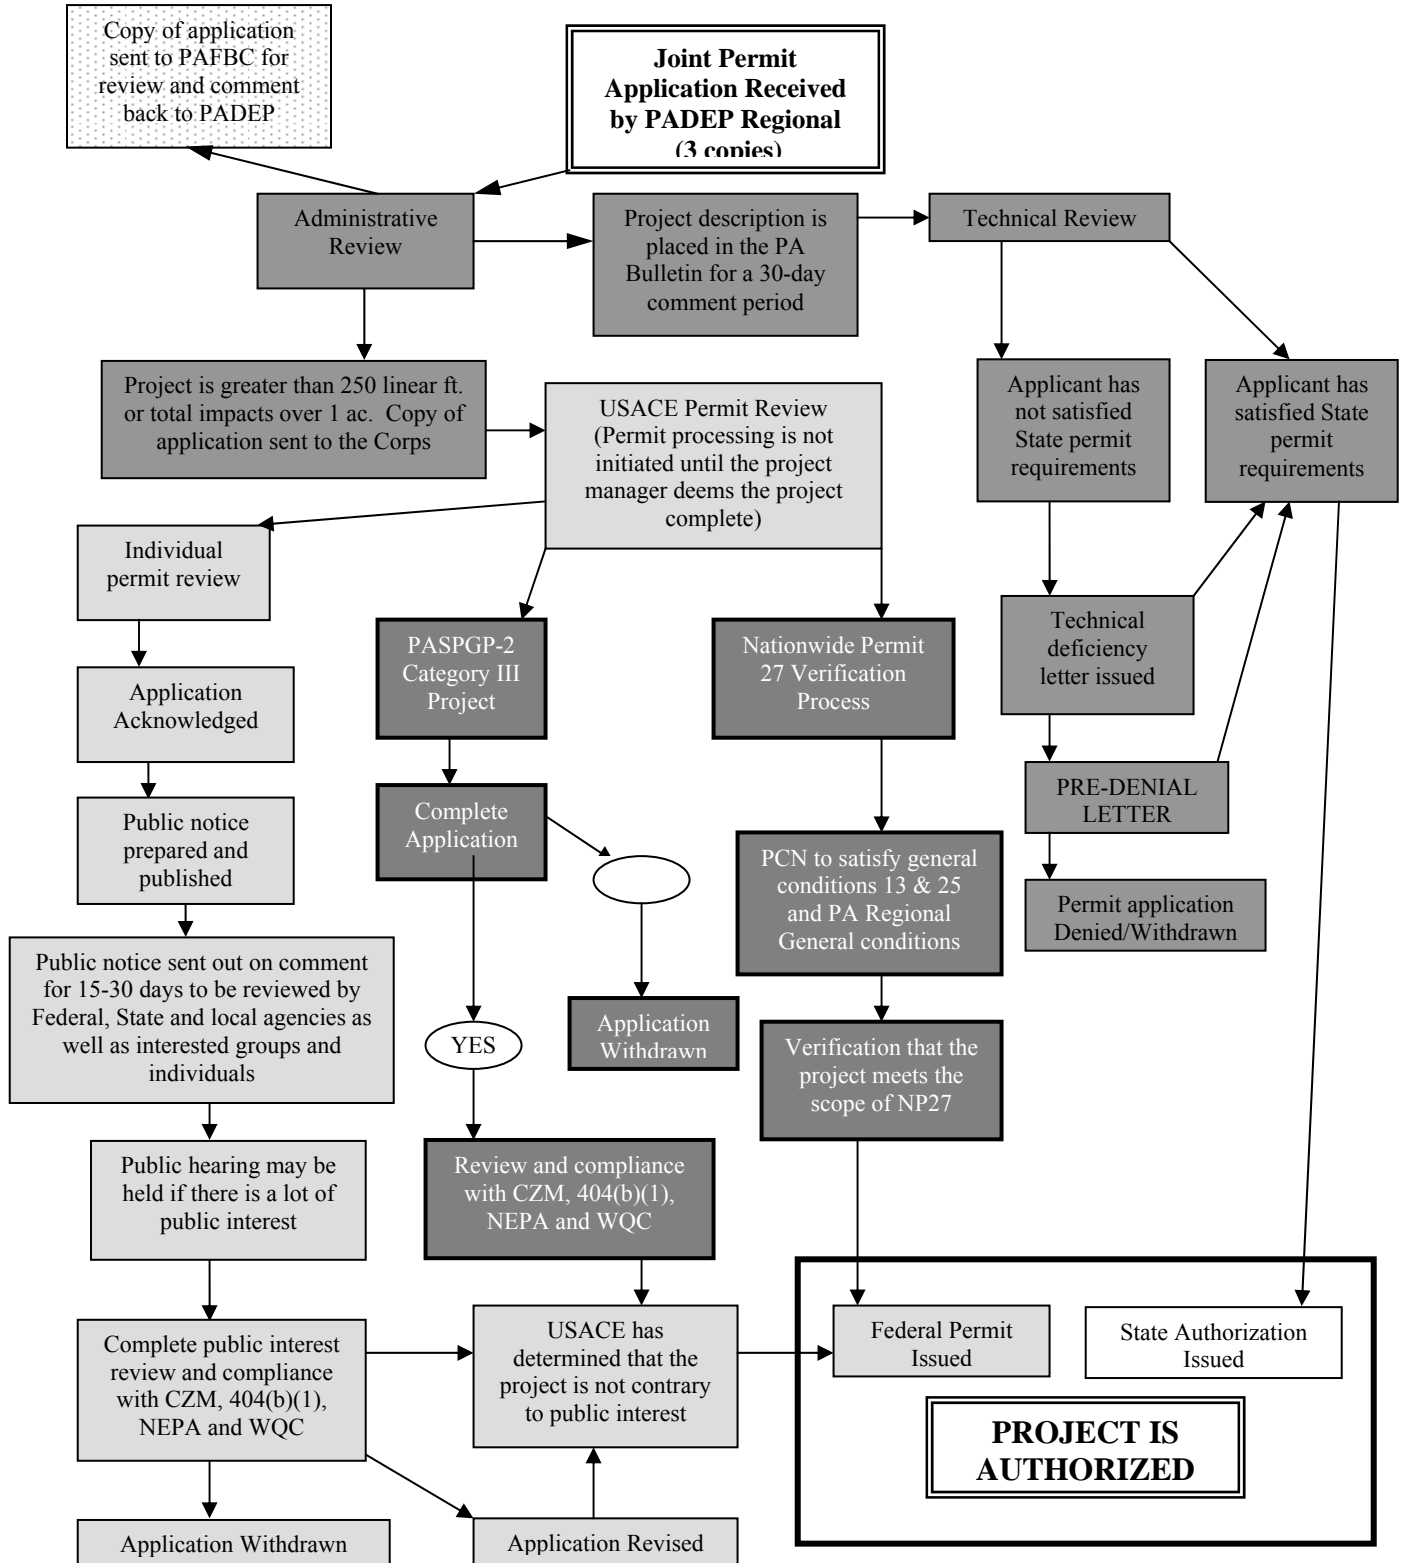 Copy of application
sent to PAFBC for
review and comment
back to PADEP
Joint Permit
Application Received
by PADEP Regional
(3 copies)
Administrative
Review
Project description is
placed in the PA
Bulletin for a 30-day
comment period
Technical Review
Project is greater than 250 linear ft.
or total impacts over 1 ac. Copy of
application sent to the Corps
USACE Permit Review
(Permit processing is not
initiated until the project
manager deems the project
complete)
Applicant has
not satisfied
State permit
requirements
Applicant has
satisfied State
permit
requirements
Individual
permit review
PASPGP-2
Category III
Project
Nationwide Permit
27 Verification
Process
Technical
deficiency
letter issued
Application
Acknowledged
Complete
Application
PRE-DENIAL
LETTER
Public notice
prepared and
published
PCN to satisfy general
conditions 13 & 25
and PA Regional
General conditions
Permit application
Denied/Withdrawn
Public notice sent out on comment
for 15-30 days to be reviewed by
Federal, State and local agencies as
well as interested groups and
individuals
YES
Application
Withdrawn
Verification that the
project meets the
scope of NP27
Public hearing may be
held if there is a lot of
public interest
Review and compliance
with CZM, 404(b)(1),
NEPA and WQC
Complete public interest
review and compliance
with CZM, 404(b)(1),
NEPA and WQC
USACE has
determined that the
project is not contrary
to public interest
Federal Permit
Issued
State Authorization
Issued
PROJECT IS
AUTHORIZED
Application Withdrawn
Application Revised